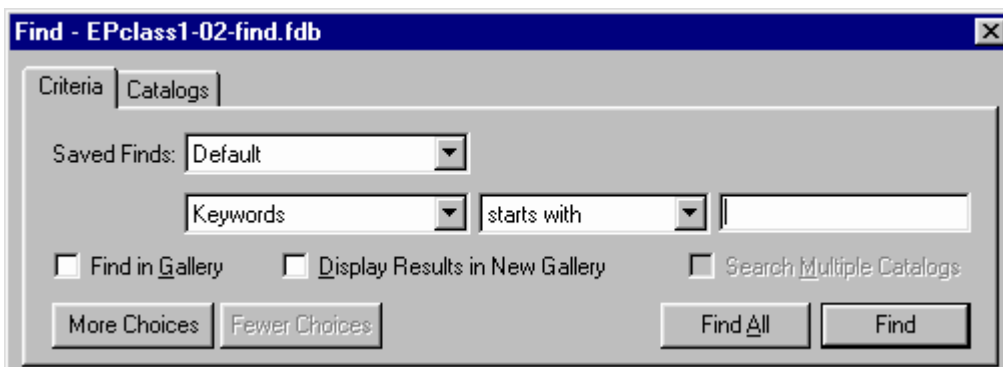 Find - EPclass1-02-find.fdb
Criteria Catalogs
Saved Finds: Default
Keywords starts with
Find in Gallery Display Results in New Gallery Search Multiple Catalogs
More Choices Fewer Choices Find All Find